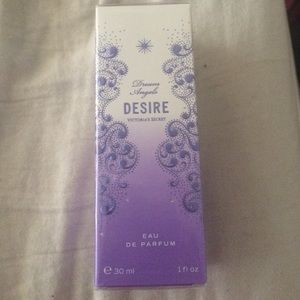 Dream
Angels
DESIRE
VICTORIA'S SECRET
EAU
DE PARFUM
℮ 30 ml 1 fl oz